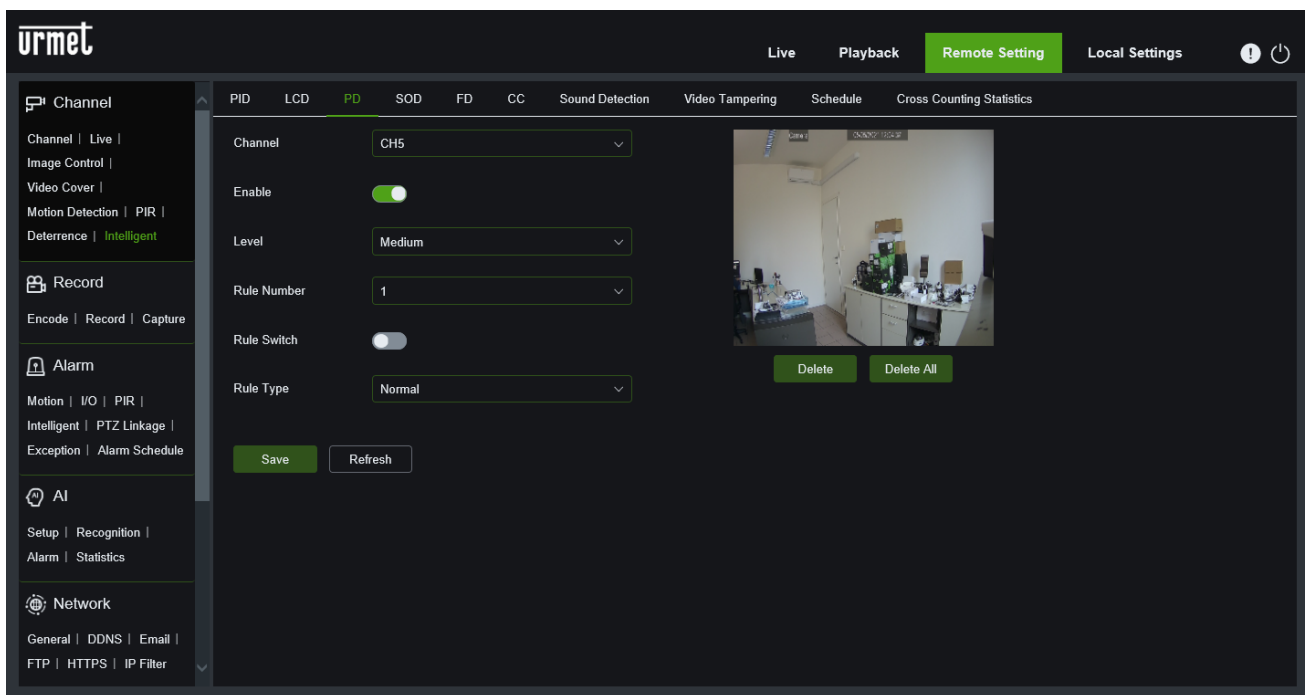 urmet
Live Playback Remote Setting Local Settings
Channel
Channel | Live |
Image Control |
Video Cover |
Motion Detection | PIR |
Deterrence | Intelligent
Record
Encode | Record | Capture
Alarm
Motion | I/O | PIR |
Intelligent | PTZ Linkage |
Exception | Alarm Schedule
AI
AI
Setup | Recognition |
Alarm | Statistics
Network
General | DDNS | Email |
FTP | HTTPS | IP Filter
PID LCD PD SOD FD CC Sound Detection Video Tampering Schedule Cross Counting Statistics
Channel CH5
Enable
Level Medium
Rule Number 1
Rule Switch
Rule Type Normal
Save Refresh
Delete Delete All